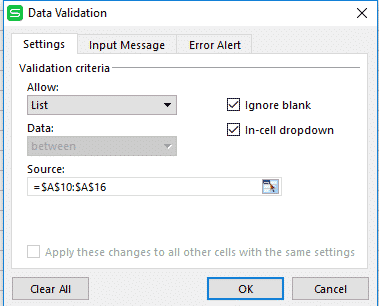 S Data Validation
Settings Input Message Error Alert
Validation criteria
Allow:
List
Ignore blank
Data:
In-cell dropdown
between
Source:
=$A$10:$A$16
Apply these changes to all other cells with the same settings
Clear All OK Cancel